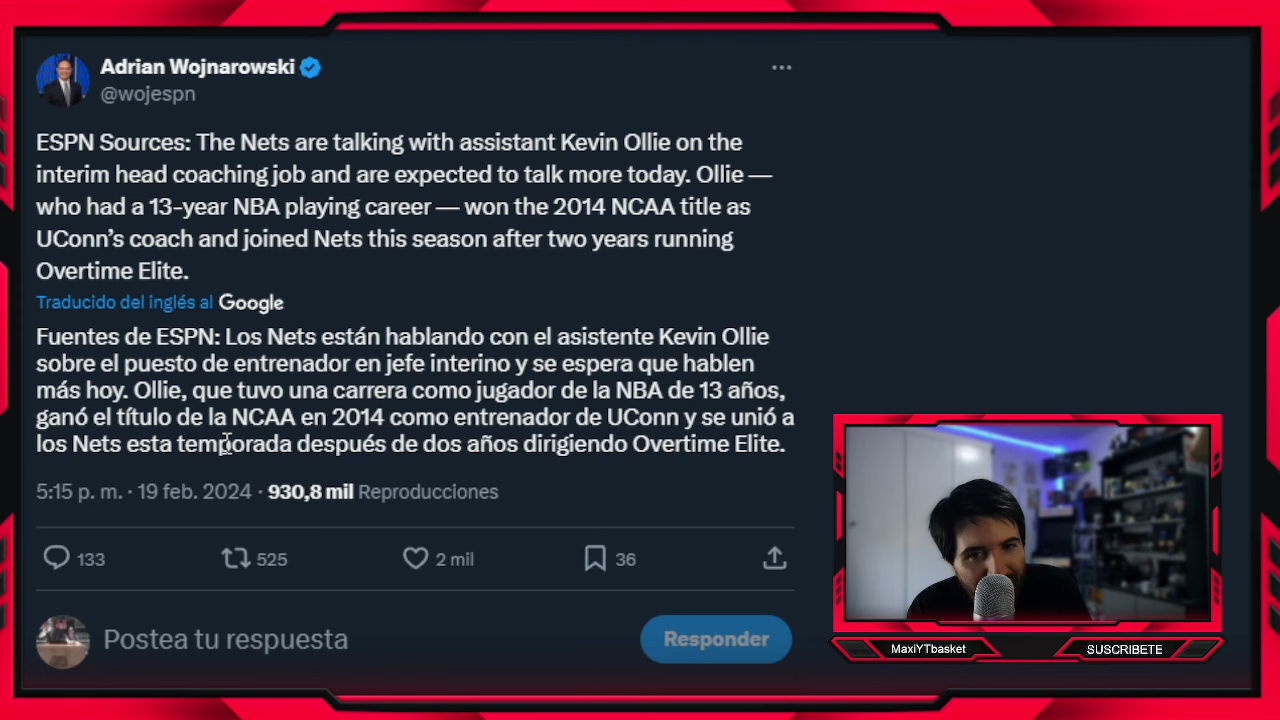 Adrian Wojnarowski
@wojespn
ESPN Sources: The Nets are talking with assistant Kevin Ollie on the
interim head coaching job and are expected to talk more today. Ollie —
who had a 13-year NBA playing career — won the 2014 NCAA title as
UConn’s coach and joined Nets this season after two years running
Overtime Elite.
Traducido del inglés al Google
Fuentes de ESPN: Los Nets están hablando con el asistente Kevin Ollie
sobre el puesto de entrenador en jefe interino y se espera que hablen
más hoy. Ollie, que tuvo una carrera como jugador de la NBA de 13 años,
ganó el título de la NCAA en 2014 como entrenador de UConn y se unió a
los Nets esta temporada después de dos años dirigiendo Overtime Elite.
5:15 p. m. · 19 feb. 2024 · 930,8 mil Reproducciones
133 525 2 mil 36
Postea tu respuesta
Responder
MaxiYTbasket
SUSCRIBETE